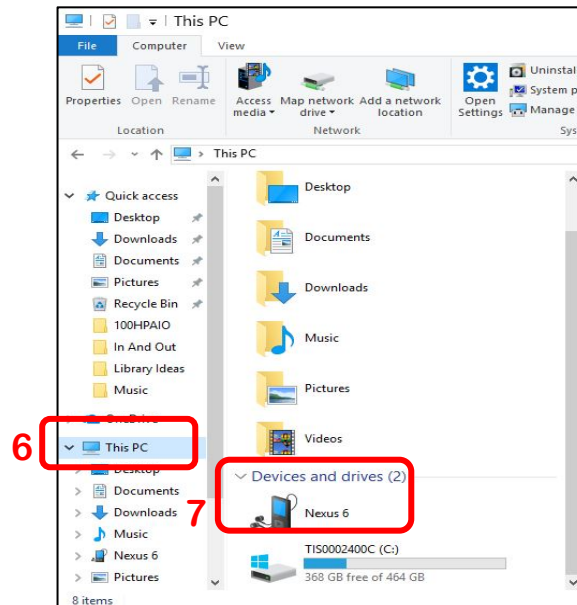 This PC
File Computer View
Properties Open Rename
Access media
Map network drive
Add a network location
Open Settings
Uninstal
System p
Manage
Location Network Sys
This PC
Quick access
Desktop
Downloads
Documents
Pictures
Recycle Bin
100HPAIO
In And Out
Library Ideas
Music
OneDrive
6
This PC
Desktop
Documents
Downloads
Music
Nexus 6
Pictures
8 items
Desktop
Documents
Downloads
Music
Pictures
Videos
Devices and drives (2)
7
Nexus 6
TIS0002400C (C:)
368 GB free of 464 GB